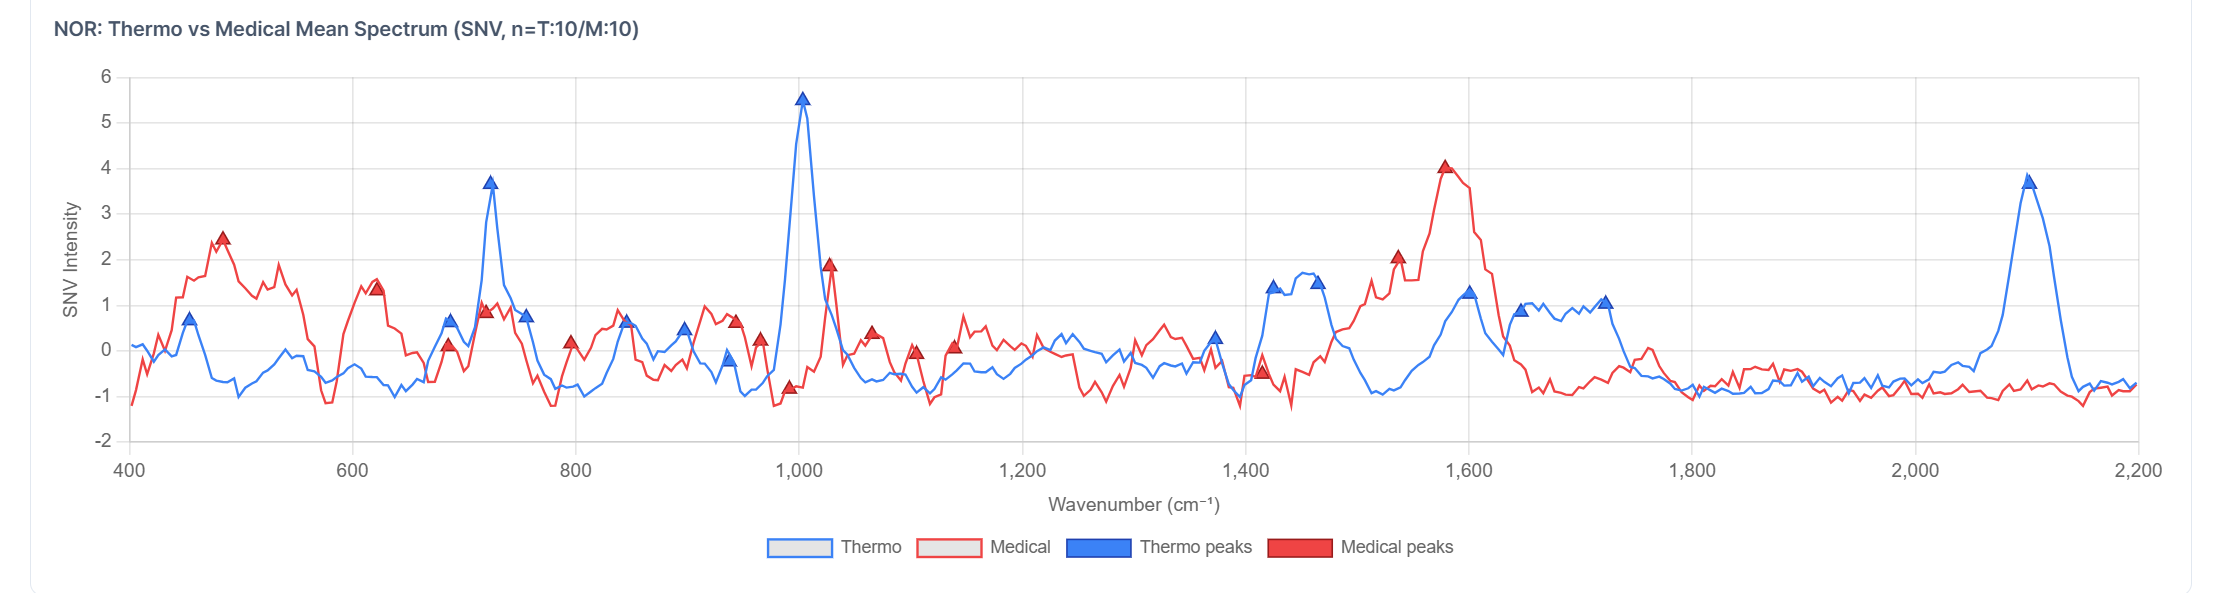 NOR: Thermo vs Medical Mean Spectrum (SNV, n=T:10/M:10)
6
5
4
3
2
1
0
-1
-2
SNV Intensity
400 600 800 1,000 1,200 1,400 1,600 1,800 2,000 2,200
Wavenumber (cm⁻¹)
Thermo Medical Thermo peaks Medical peaks